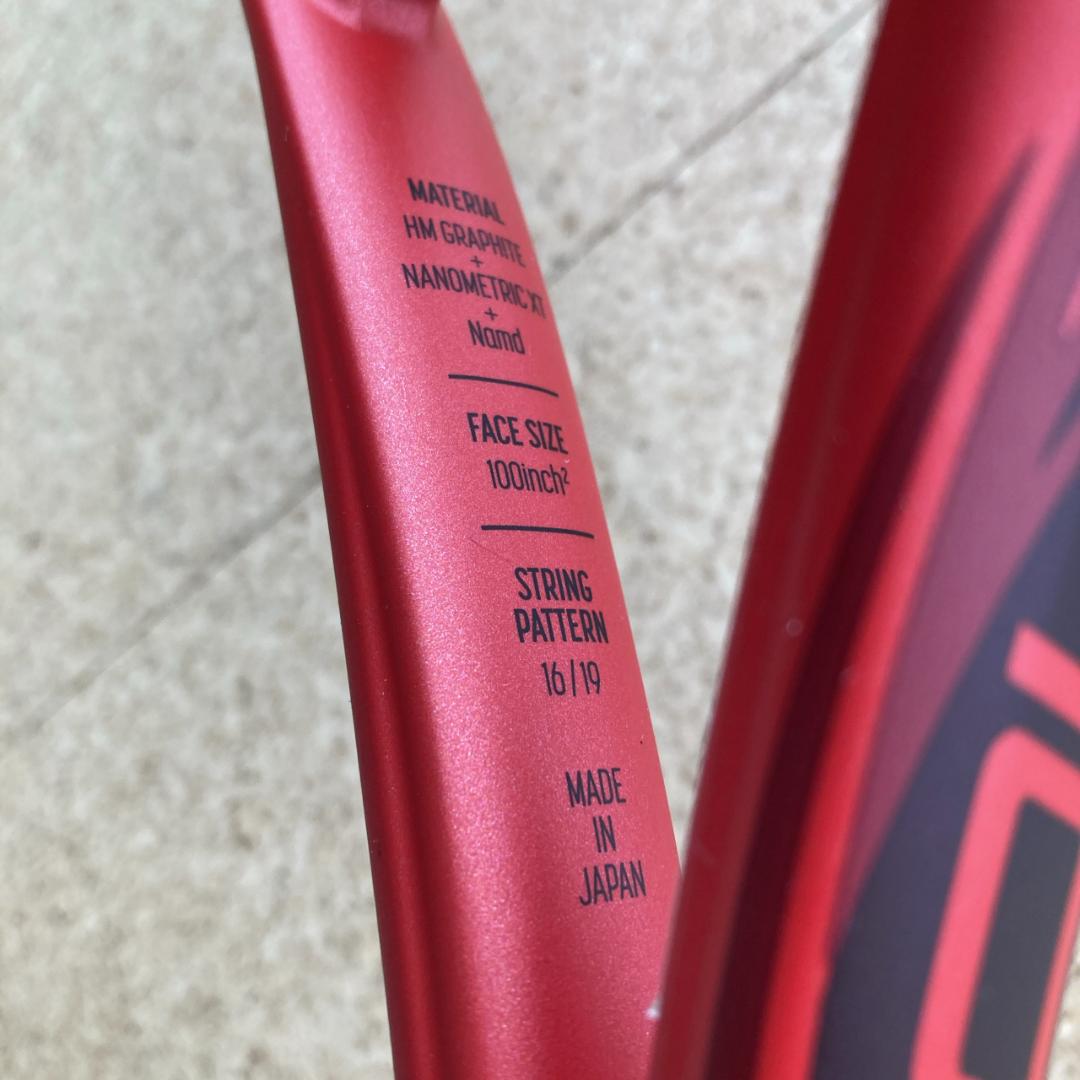 MATERIAL
HM GRAPHITE
+
NANOMETRIC XT
+
Namd
FACE SIZE
100inch²
STRING
PATTERN
16 | 19
MADE
IN
JAPAN